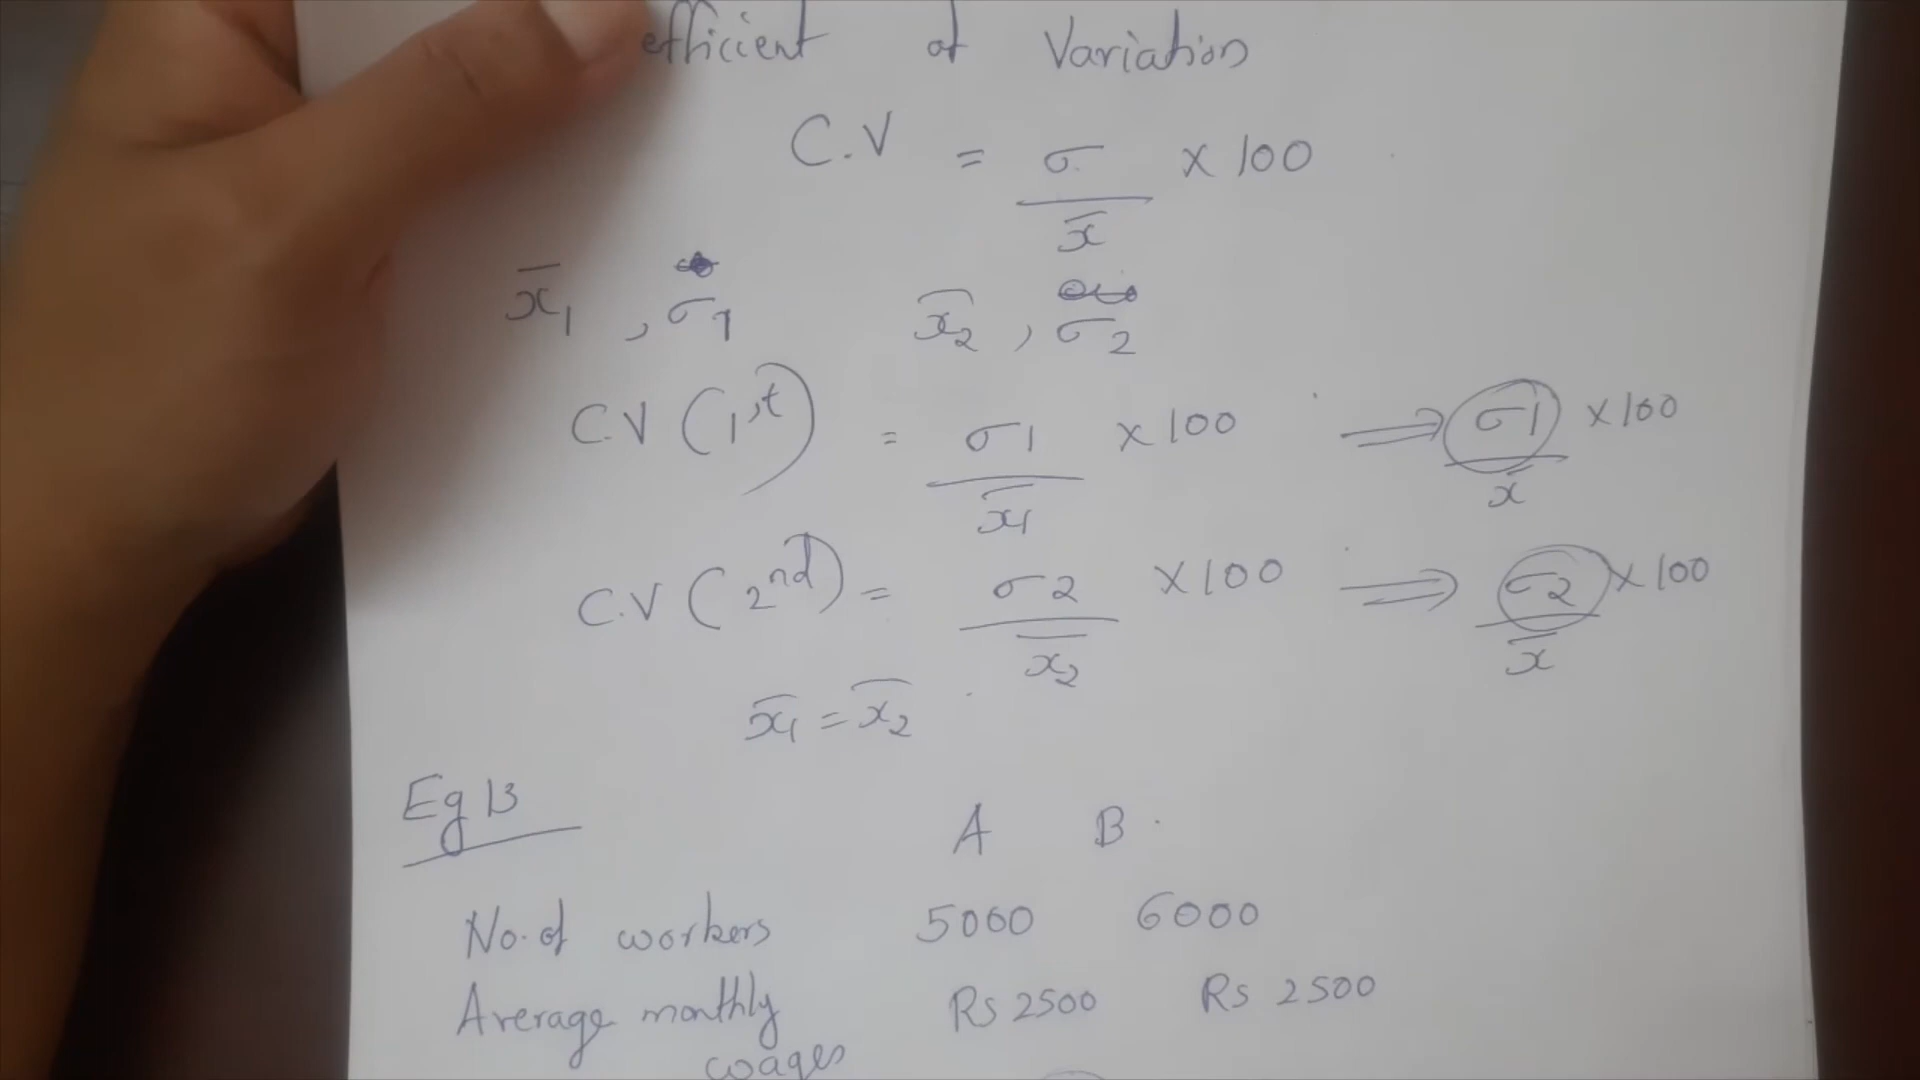 efficient of Variation
C.V = σ/x̄ × 100
x̄₁, σ₁ x̄₂, σ₂
C.V (1st) = σ1/x̄1 × 100 ⟹ σ1/x̄ × 100
C.V (2nd) = σ2/x̄2 × 100 ⟹ σ2/x̄ × 100
x̄1 = x̄2
Eg 13
A B
No. of workers 5000 6000
Average monthly Rs 2500 Rs 2500
wages